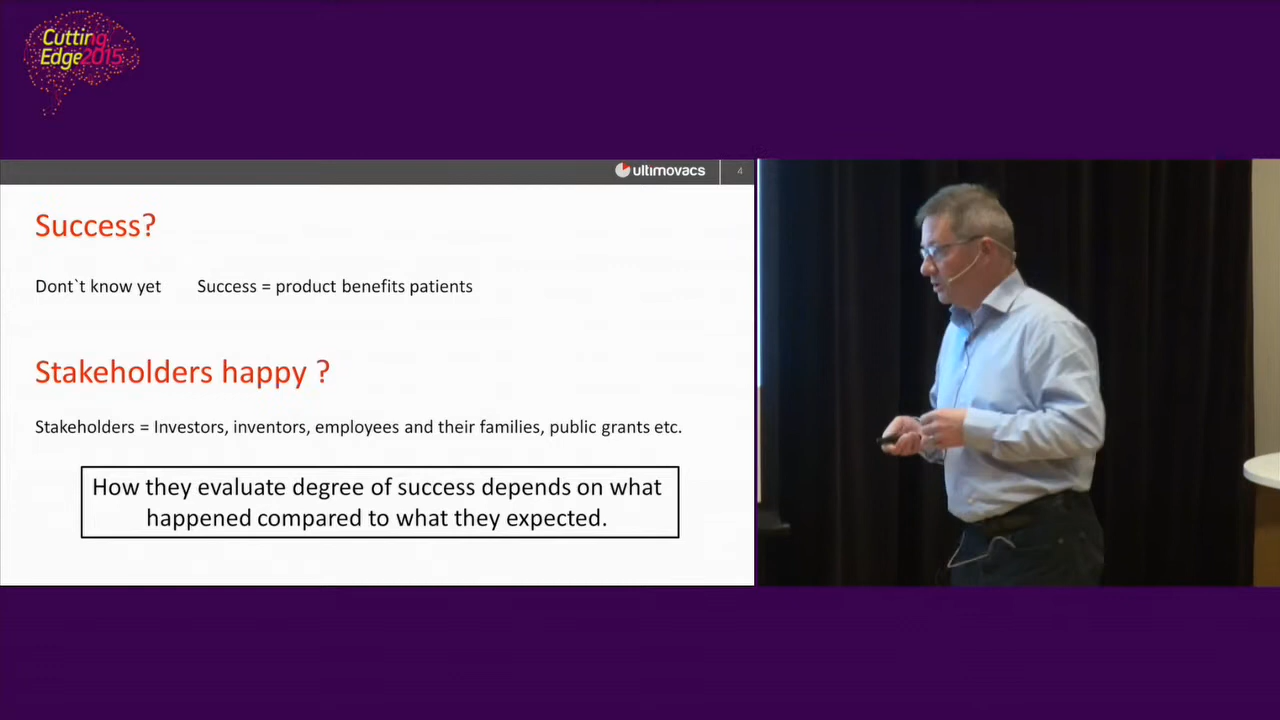 Cutting
Edge2015
ultimovacs
4
Success?
Dont`t know yet Success = product benefits patients
Stakeholders happy ?
Stakeholders = Investors, inventors, employees and their families, public grants etc.
How they evaluate degree of success depends on what
happened compared to what they expected.